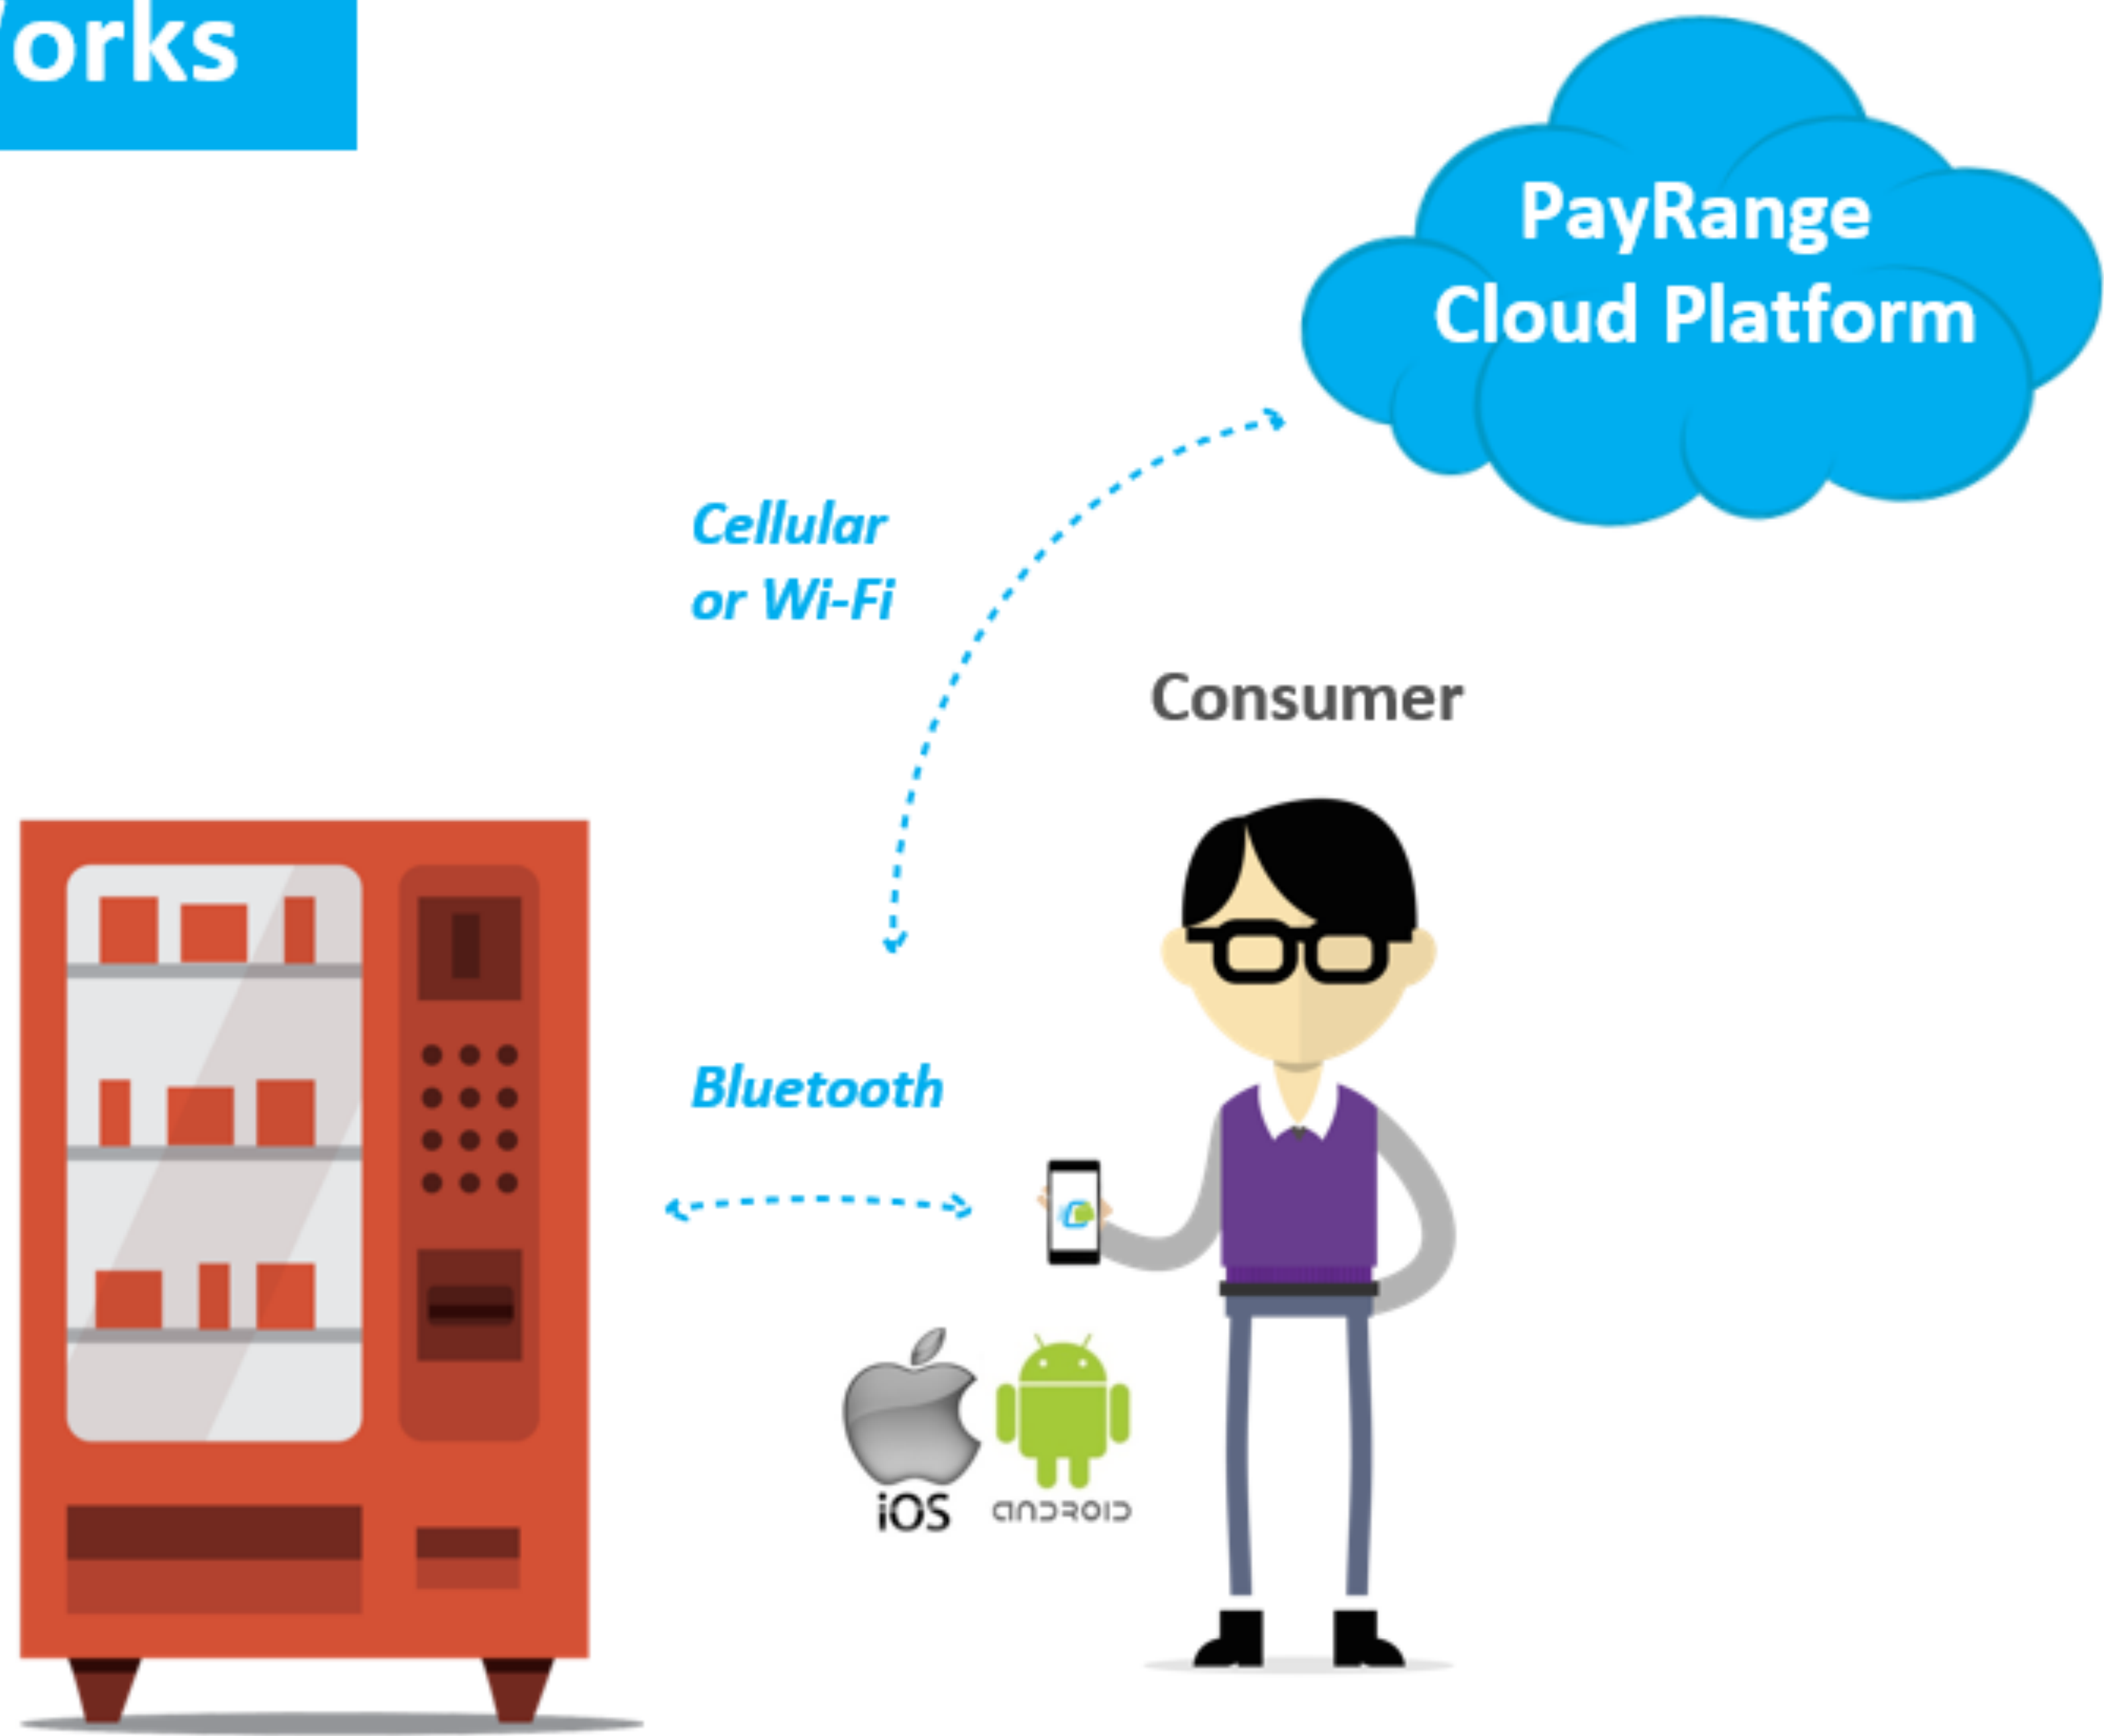 orks
PayRange
Cloud Platform
Cellular
or Wi-Fi
Consumer
Bluetooth
iOS
ANDROID